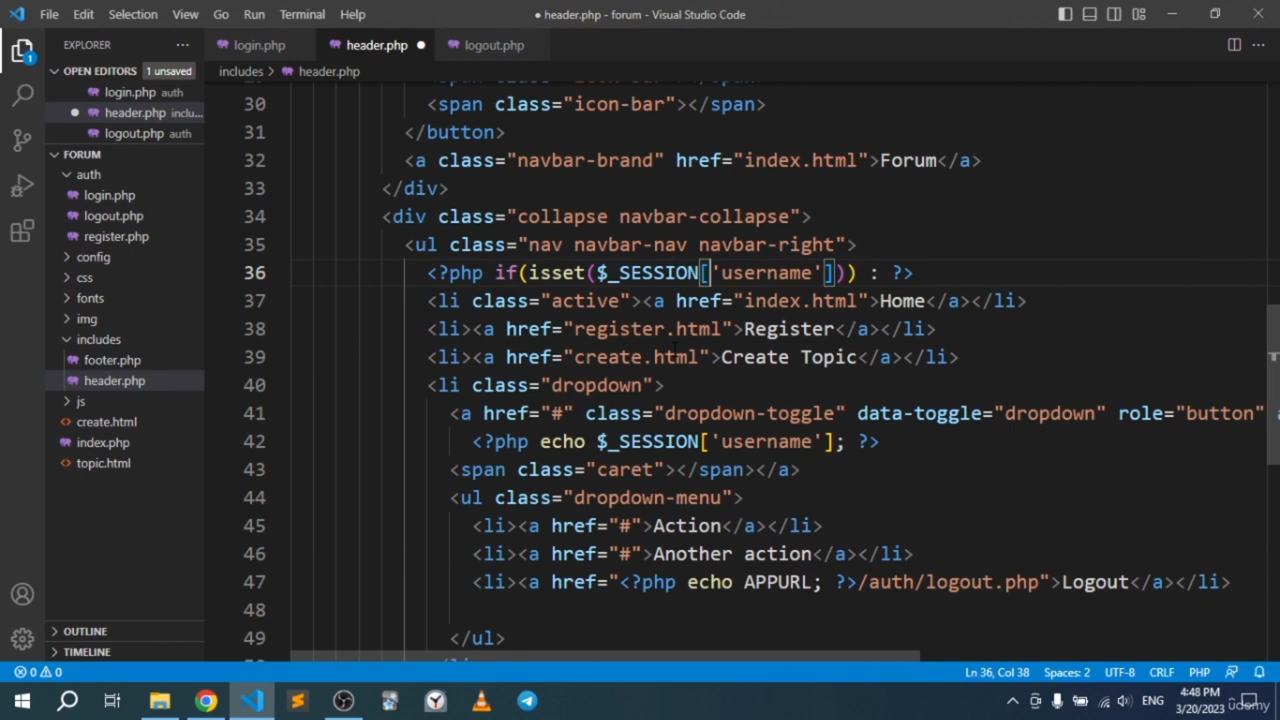 File Edit Selection View Go Run Terminal Help
● header.php - forum - Visual Studio Code
EXPLORER
login.php
header.php
logout.php
OPEN EDITORS 1 unsaved
includes > header.php
login.php auth
header.php inclu...
logout.php auth
FORUM
auth
login.php
logout.php
register.php
config
css
fonts
img
includes
footer.php
header.php
js
create.html
index.php
topic.html
OUTLINE
TIMELINE
30 <span class="icon-bar"></span>
31 </button>
32 <a class="navbar-brand" href="index.html">Forum</a>
33 </div>
34 <div class="collapse navbar-collapse">
35 <ul class="nav navbar-nav navbar-right">
36 <?php if(isset($_SESSION['username'])) : ?>
37 <li class="active"><a href="index.html">Home</a></li>
38 <li><a href="register.html">Register</a></li>
39 <li><a href="create.html">Create Topic</a></li>
40 <li class="dropdown">
41 <a href="#" class="dropdown-toggle" data-toggle="dropdown" role="button"
42 <?php echo $_SESSION['username']; ?>
43 <span class="caret"></span></a>
44 <ul class="dropdown-menu">
45 <li><a href="#">Action</a></li>
46 <li><a href="#">Another action</a></li>
47 <li><a href="<?php echo APPURL; ?>/auth/logout.php">Logout</a></li>
48
49 </ul>
0 0 Ln 36, Col 38 Spaces: 2 UTF-8 CRLF PHP
ENG
4:48 PM
3/20/2023
udemy